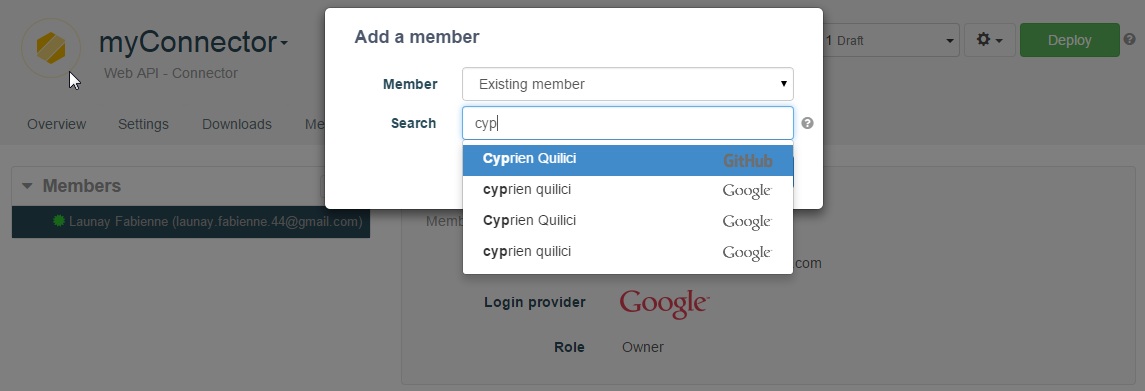 myConnector
Web API - Connector
Overview Settings Downloads Me
Members
Launay Fabienne (launay.fabienne.44@gmail.com)
Add a member
Member Existing member
Search cyp
Cyprien Quilici GitHub
cyprien quilici Google
Cyprien Quilici Google
cyprien quilici Google
1 Draft
Deploy
Memb
com
Login provider Google
Role Owner